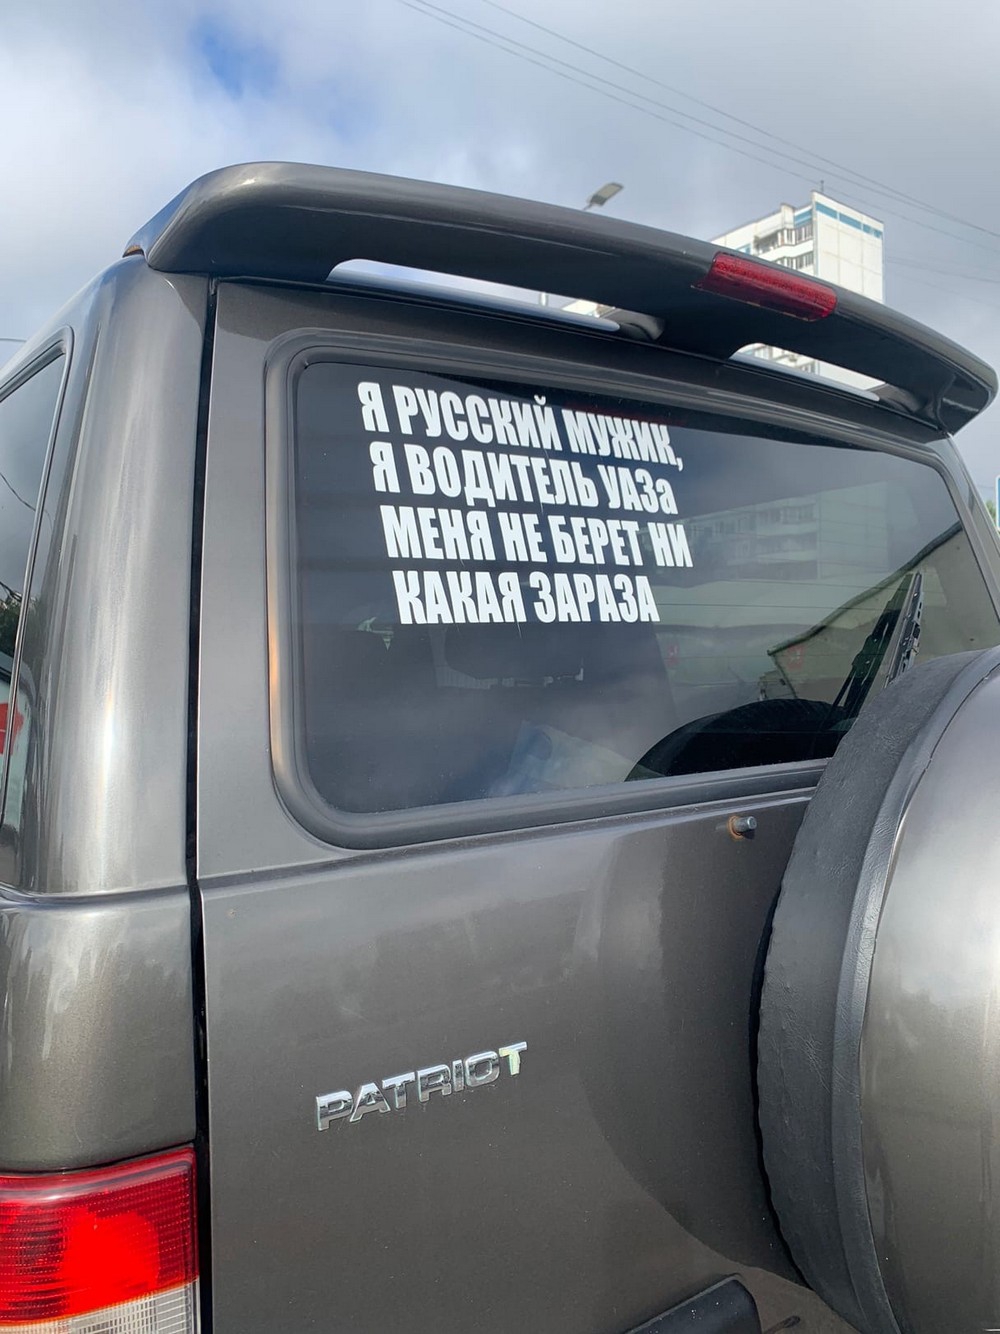 Я РУССКИЙ МУЖИК,
Я ВОДИТЕЛЬ УАЗа
МЕНЯ НЕ БЕРЕТ НИ
КАКАЯ ЗАРАЗА
PATRIOT